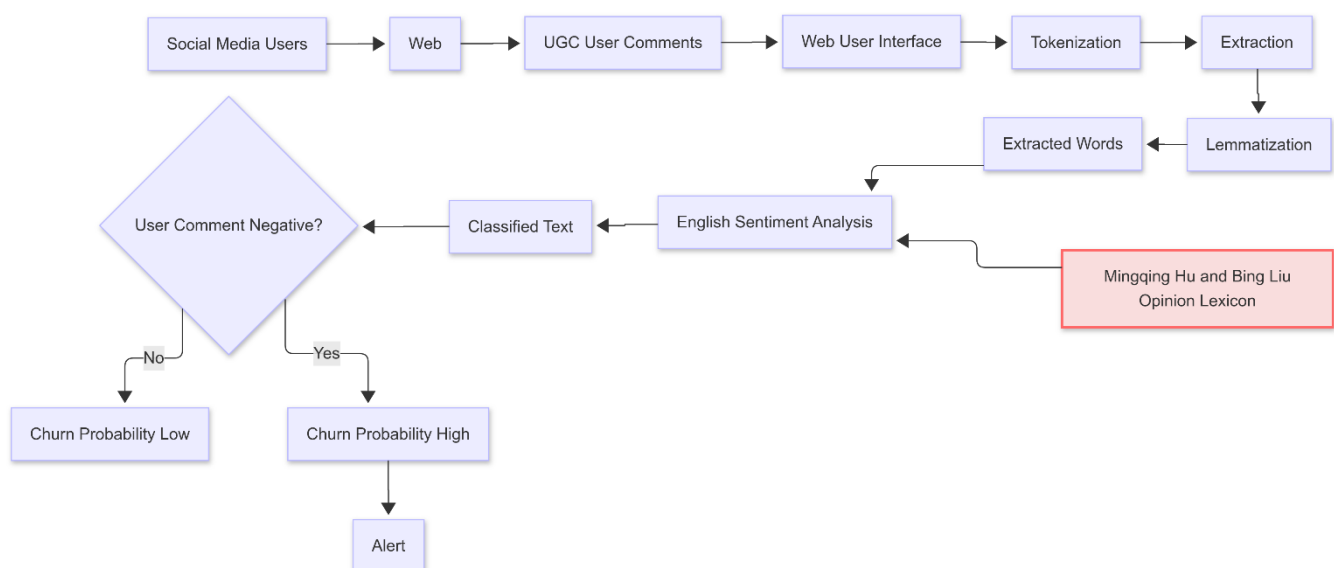 Social Media Users
Web
UGC User Comments
Web User Interface
Tokenization
Extraction
Extracted Words
Lemmatization
User Comment Negative?
Classified Text
English Sentiment Analysis
Mingqing Hu and Bing Liu
Opinion Lexicon
No
Yes
Churn Probability Low
Churn Probability High
Alert